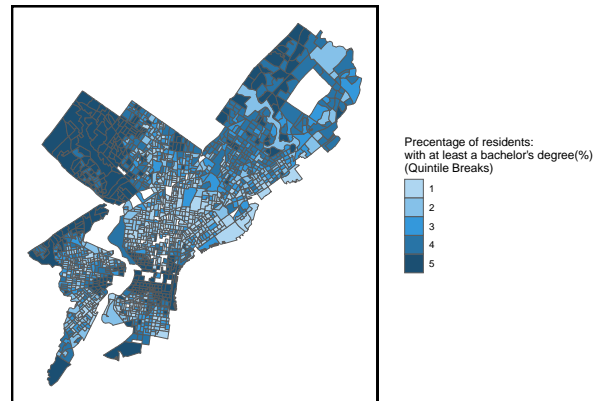 Precentage of residents:
with at least a bachelor's degree(%)
(Quintile Breaks)
1
2
3
4
5